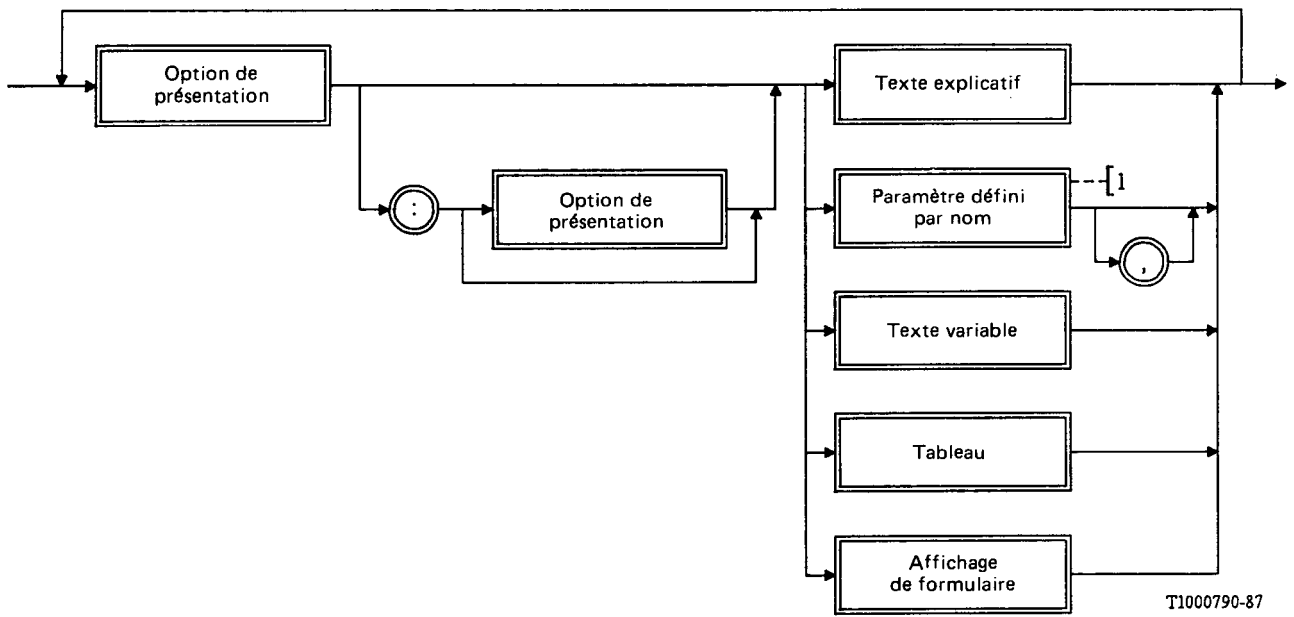 Option de
présentation
Texte explicatif
:
Option de
présentation
Paramètre défini
par nom
1
,
Texte variable
Tableau
Affichage
de formulaire
T1000790-87